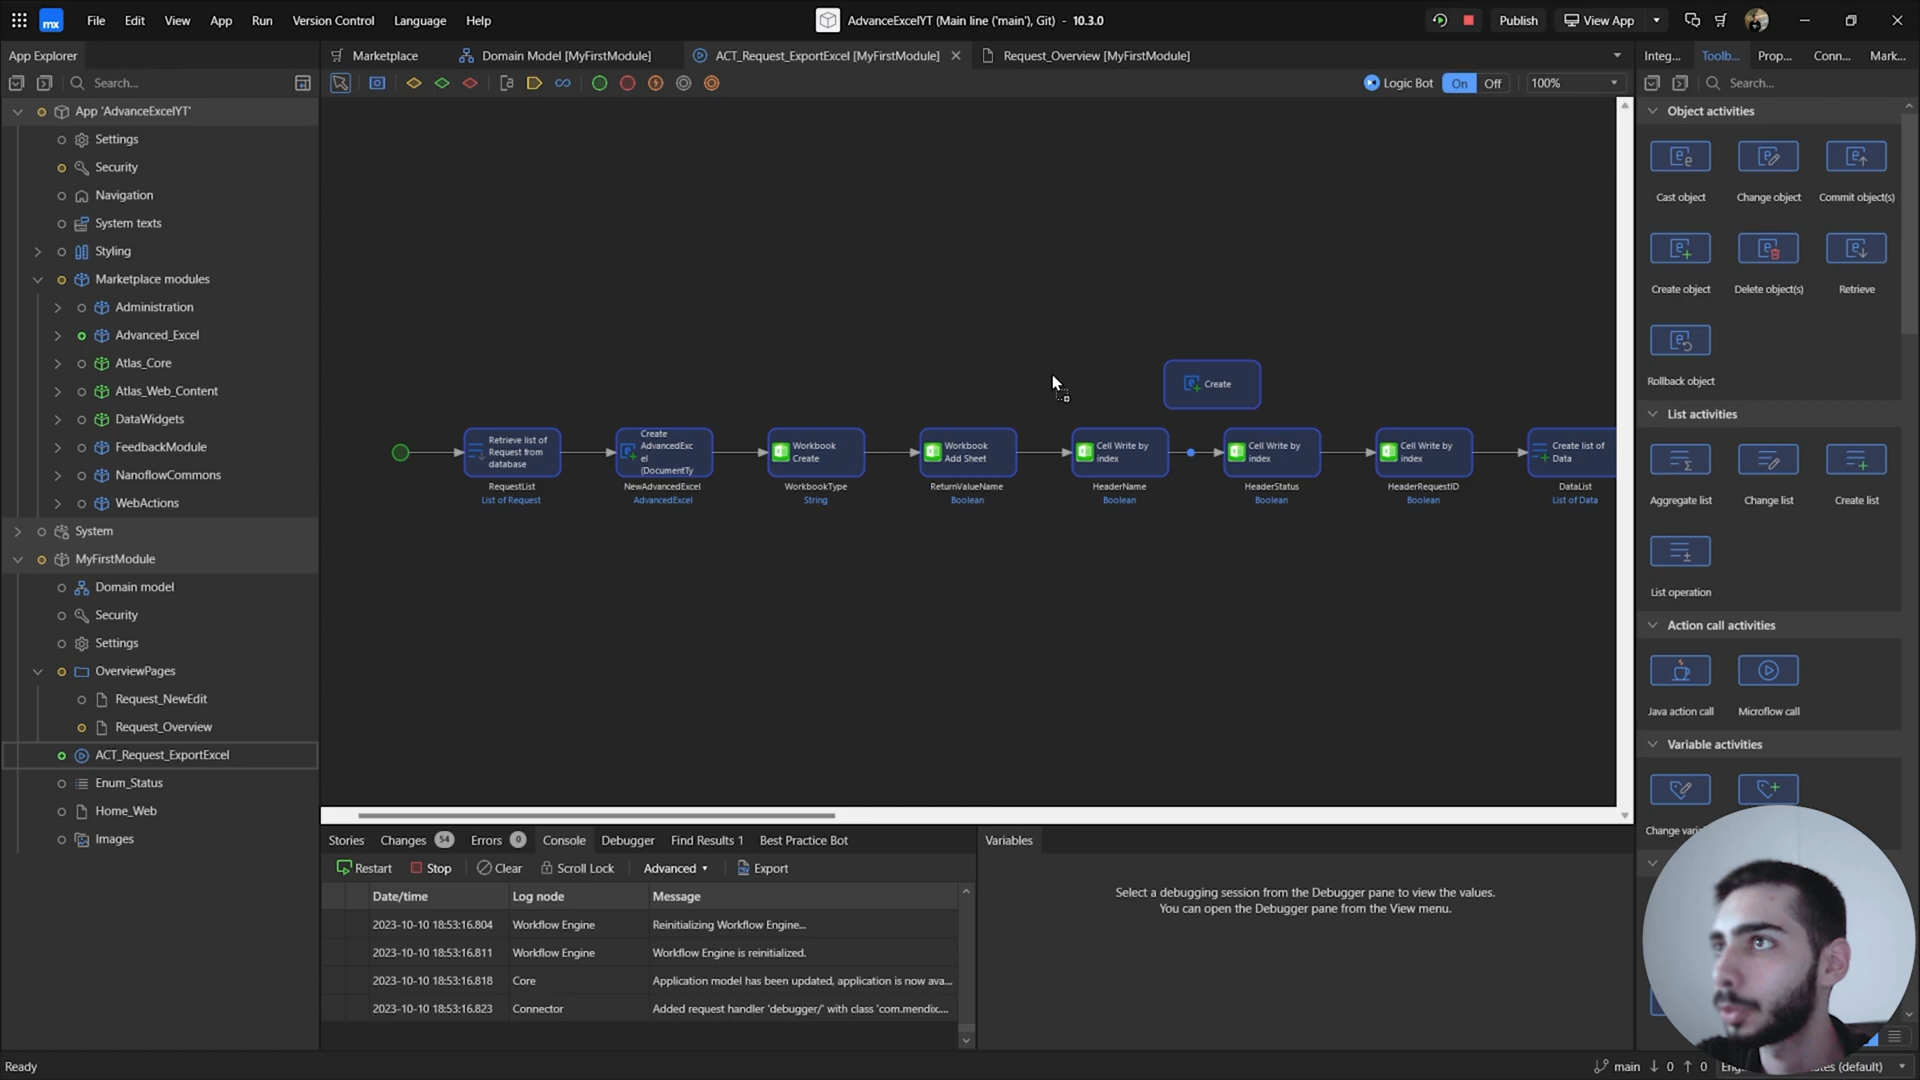 mx
File Edit View App Run Version Control Language Help
AdvanceExcelYT (Main line ('main'), Git) - 10.3.0
Publish
View App
App Explorer
Marketplace
Domain Model [MyFirstModule]
ACT_Request_ExportExcel [MyFirstModule]
Request_Overview [MyFirstModule]
Integ...
Toolb...
Prop...
Conn...
Mark...
Search...
Logic Bot
On
Off
100%
Search...
App 'AdvanceExcelYT'
Settings
Security
Navigation
System texts
Styling
Marketplace modules
Administration
Advanced_Excel
Atlas_Core
Atlas_Web_Content
DataWidgets
FeedbackModule
NanoflowCommons
WebActions
System
MyFirstModule
Domain model
Security
Settings
OverviewPages
Request_NewEdit
Request_Overview
ACT_Request_ExportExcel
Enum_Status
Home_Web
Images
Create
Retrieve list of
Request from
database
RequestList
List of Request
Create
AdvancedExc
el
(DocumentTy
NewAdvancedExcel
AdvancedExcel
Workbook
Create
WorkbookType
String
Workbook
Add Sheet
ReturnValueName
Boolean
Cell Write by
index
HeaderName
Boolean
Cell Write by
index
HeaderStatus
Boolean
Cell Write by
index
HeaderRequestID
Boolean
Create list of
Data
DataList
List of Data
Object activities
Cast object
Change object
Commit object(s)
Create object
Delete object(s)
Retrieve
Rollback object
List activities
Aggregate list
Change list
Create list
List operation
Action call activities
Java action call
Microflow call
Variable activities
Stories
Changes 54
Errors 0
Console
Debugger
Find Results 1
Best Practice Bot
Variables
Restart
Stop
Clear
Scroll Lock
Advanced
Export
Date/time
Log node
Message
2023-10-10 18:53:16.804 Workflow Engine Reinitializing Workflow Engine...
2023-10-10 18:53:16.811 Workflow Engine Workflow Engine is reinitialized.
2023-10-10 18:53:16.818 Core Application model has been updated, application is now ava...
2023-10-10 18:53:16.823 Connector Added request handler 'debugger/' with class 'com.mendix....
Select a debugging session from the Debugger pane to view the values.
You can open the Debugger pane from the View menu.
Ready
main
0
0
(default)